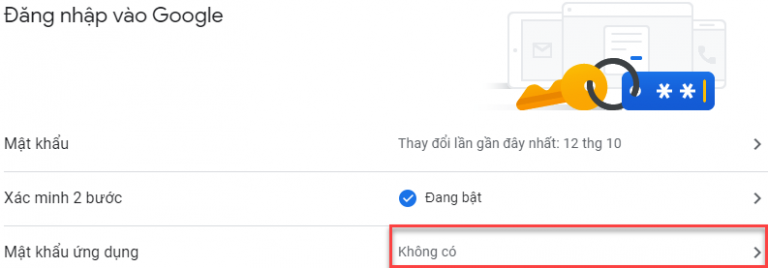 Đăng nhập vào Google
**
Mật khẩu
Thay đổi lần gần đây nhất: 12 thg 10
Xác minh 2 bước
Đang bật
Mật khẩu ứng dụng
Không có